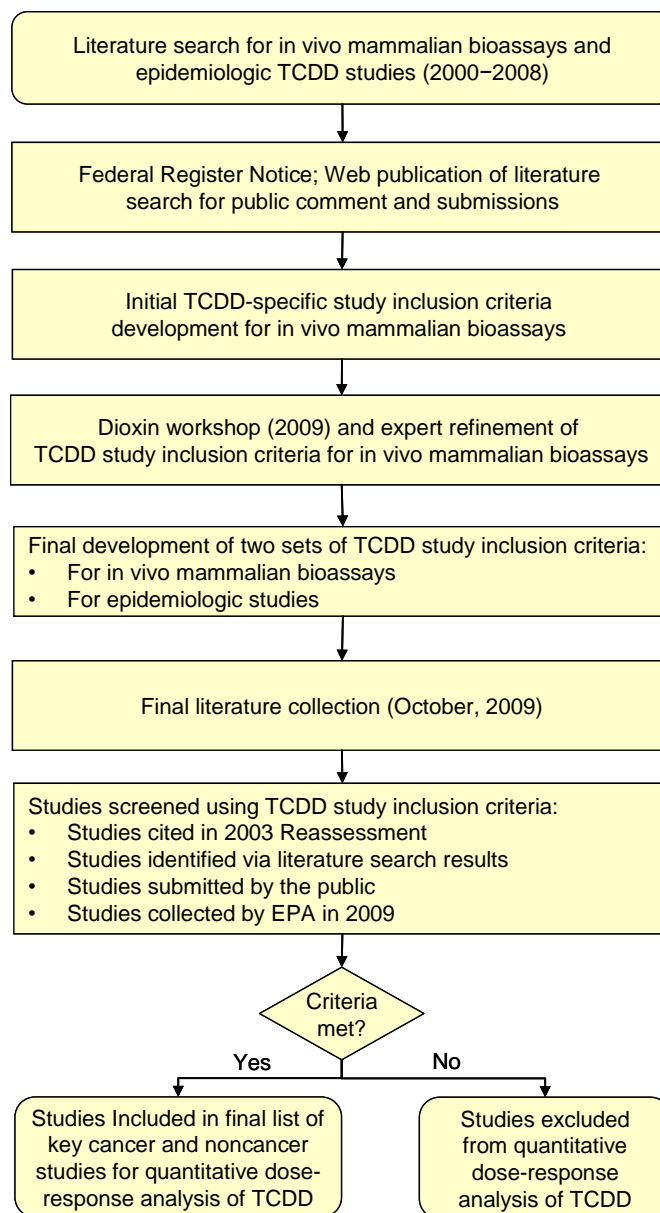 Literature search for in vivo mammalian bioassays and
epidemiologic TCDD studies (2000−2008)
Federal Register Notice; Web publication of literature
search for public comment and submissions
Initial TCDD-specific study inclusion criteria
development for in vivo mammalian bioassays
Dioxin workshop (2009) and expert refinement of
TCDD study inclusion criteria for in vivo mammalian bioassays
Final development of two sets of TCDD study inclusion criteria:
• For in vivo mammalian bioassays
• For epidemiologic studies
Final literature collection (October, 2009)
Studies screened using TCDD study inclusion criteria:
• Studies cited in 2003 Reassessment
• Studies identified via literature search results
• Studies submitted by the public
• Studies collected by EPA in 2009
Criteria
met?
Yes
No
Studies Included in final list of
key cancer and noncancer
studies for quantitative dose-
response analysis of TCDD
Studies excluded
from quantitative
dose-response
analysis of TCDD